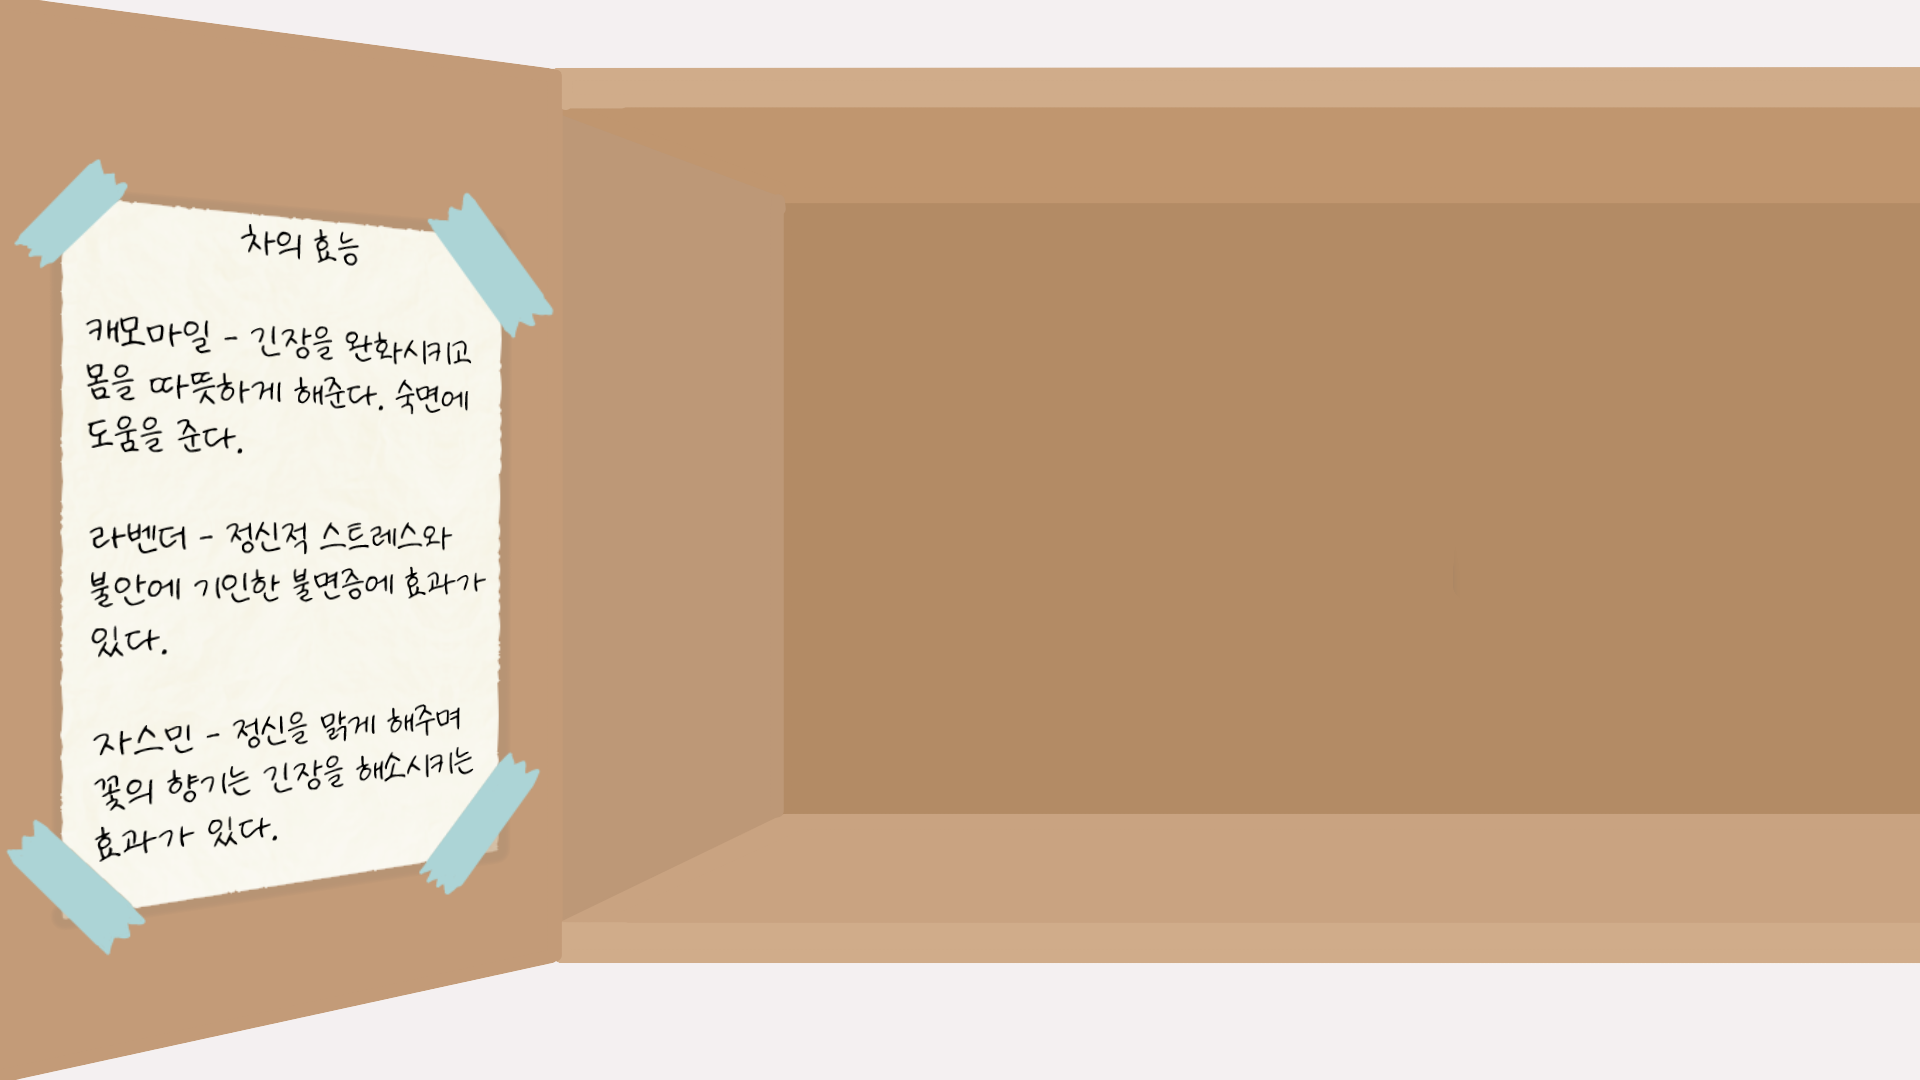 차의 효능
캐모마일 - 긴장을 완화시키고
몸을 따뜻하게 해준다. 숙면에
도움을 준다.
라벤더 - 정신적 스트레스와
불안에 기인한 불면증에 효과가
있다.
자스민 - 정신을 맑게 해주며
꽃의 향기는 긴장을 해소시키는
효과가 있다.